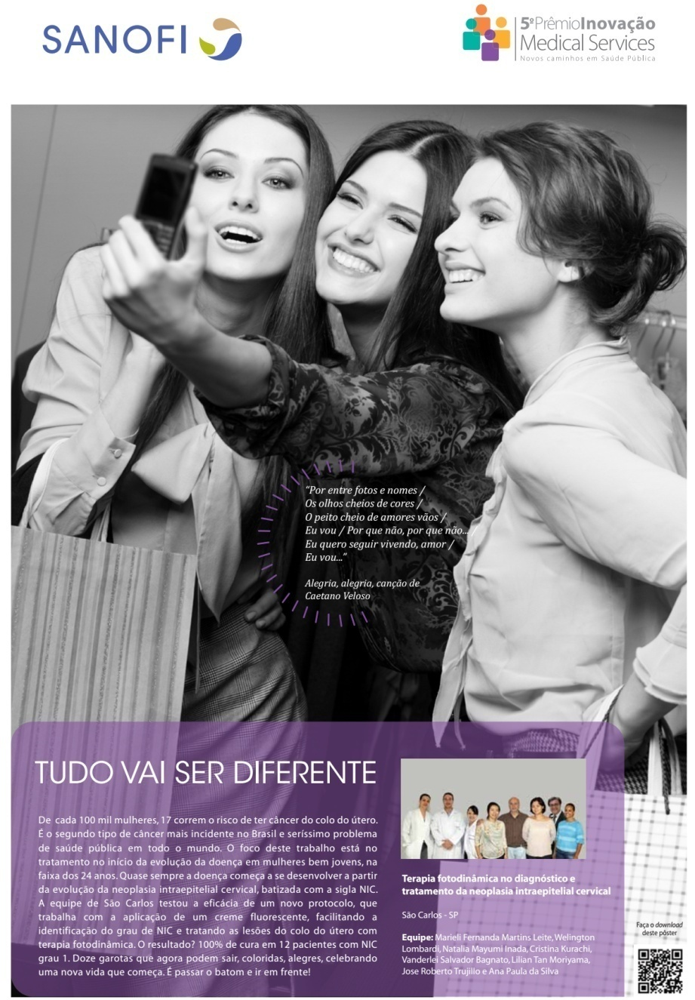 SANOFI
5º PrêmioInovação
Medical Services
Novos caminhos em Saúde Pública
"Por entre fotos e nomes /
Os olhos cheios de cores /
O peito cheio de amores vãos /
Eu vou / Por que não, por que não... /
Eu quero seguir vivendo, amor /
Eu vou..."
Alegria, alegria, canção de
Caetano Veloso
TUDO VAI SER DIFERENTE
De cada 100 mil mulheres, 17 correm o risco de ter câncer do colo do útero.
É o segundo tipo de câncer mais incidente no Brasil e seríssimo problema
de saúde pública em todo o mundo. O foco deste trabalho está no
tratamento no início da evolução da doença em mulheres bem jovens, na
faixa dos 24 anos. Quase sempre a doença começa a se desenvolver a partir
da evolução da neoplasia intraepitelial cervical, batizada com a sigla NIC.
A equipe de São Carlos testou a eficácia de um novo protocolo, que
trabalha com a aplicação de um creme fluorescente, facilitando a
identificação do grau de NIC e tratando as lesões do colo do útero com
terapia fotodinâmica. O resultado? 100% de cura em 12 pacientes com NIC
grau 1. Doze garotas que agora podem sair, coloridas, alegres, celebrando
uma nova vida que começa. É passar o batom e ir em frente!
Terapia fotodinâmica no diagnóstico e
tratamento da neoplasia intraepitelial cervical
São Carlos - SP
Equipe: Marieli Fernanda Martins Leite, Welington
Lombardi, Natalia Mayumi Inada, Cristina Kurachi,
Vanderlei Salvador Bagnato, Lilian Tan Moriyama,
Jose Roberto Trujiiio e Ana Paula da Silva
Faça o download
deste pôster